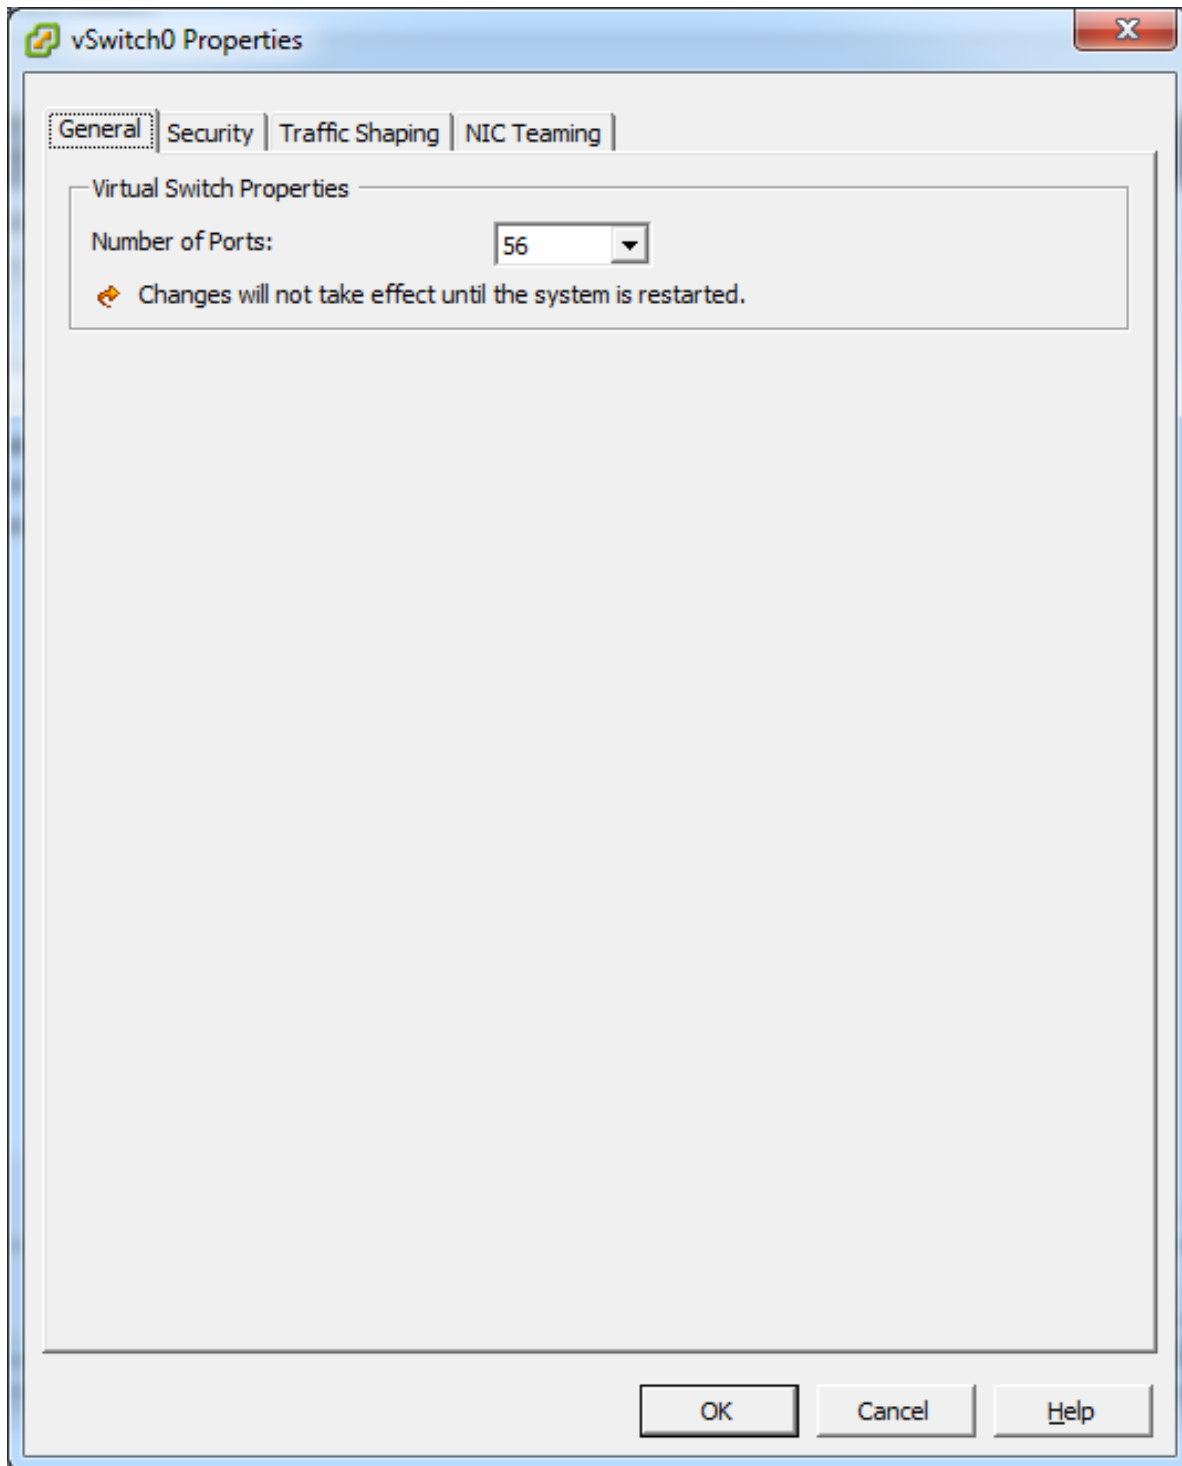 vSwitch0 Properties
General Security Traffic Shaping NIC Teaming
Virtual Switch Properties
Number of Ports: 56
Changes will not take effect until the system is restarted.
OK Cancel Help